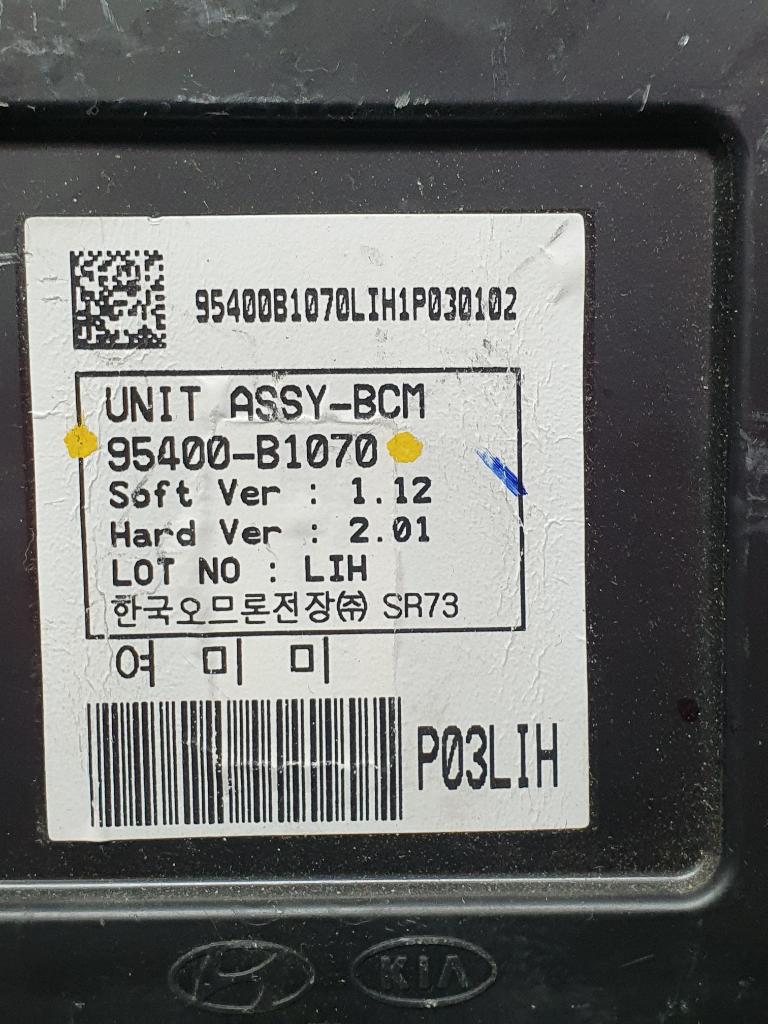 95400B1070LIH1P030102
UNIT ASSY-BCM
95400-B1070
Soft Ver : 1.12
Hard Ver : 2.01
LOT NO : LIH
한국오므론전장㈜ SR73
여 미 미
P03LIH
KIA